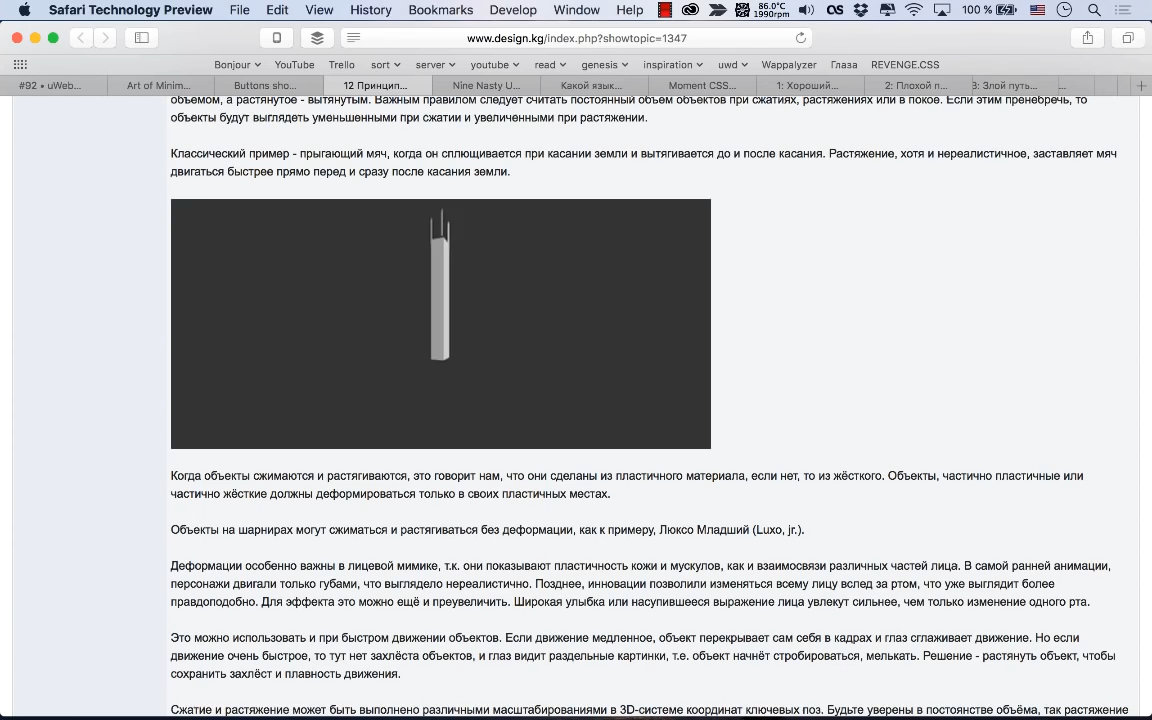 Safari Technology Preview File Edit View History Bookmarks Develop Window Help 86.0°C 1990rpm 100 %
www.design.kg/index.php?showtopic=1347
Bonjour YouTube Trello sort server youtube read genesis inspiration uwd Wappalyzer Глаза REVENGE.CSS
#92 • uWeb... Art of Minim... Buttons sho... 12 Принцип... Nine Nasty U... Какой язык... Moment CSS... 1: Хороший... 2: Плохой п... 3: Злой путь... ...
объемом, а растянутое - вытянутым. Важным правилом следует считать постоянный объем объектов при сжатиях, растяжениях или в покое. Если этим пренебречь, то
объекты будут выглядеть уменьшенными при сжатии и увеличенными при растяжении.
Классический пример - прыгающий мяч, когда он сплющивается при касании земли и вытягивается до и после касания. Растяжение, хотя и нереалистичное, заставляет мяч
двигаться быстрее прямо перед и сразу после касания земли.
Когда объекты сжимаются и растягиваются, это говорит нам, что они сделаны из пластичного материала, если нет, то из жёсткого. Объекты, частично пластичные или
частично жёсткие должны деформироваться только в своих пластичных местах.
Объекты на шарнирах могут сжиматься и растягиваться без деформации, как к примеру, Люксо Младший (Luxo, jr.).
Деформации особенно важны в лицевой мимике, т.к. они показывают пластичность кожи и мускулов, как и взаимосвязи различных частей лица. В самой ранней анимации,
персонажи двигали только губами, что выглядело нереалистично. Позднее, инновации позволили изменяться всему лицу вслед за ртом, что уже выглядит более
правдоподобно. Для эффекта это можно ещё и преувеличить. Широкая улыбка или насупившееся выражение лица увлекут сильнее, чем только изменение одного рта.
Это можно использовать и при быстром движении объектов. Если движение медленное, объект перекрывает сам себя в кадрах и глаз сглаживает движение. Но если
движение очень быстрое, то тут нет захлёста объектов, и глаз видит раздельные картинки, т.е. объект начнёт стробироваться, мелькать. Решение - растянуть объект, чтобы
сохранить захлёст и плавность движения.
Сжатие и растяжение может быть выполнено различными масштабированиями в 3D-системе координат ключевых поз. Будьте уверены в постоянстве объёма, так растяжение